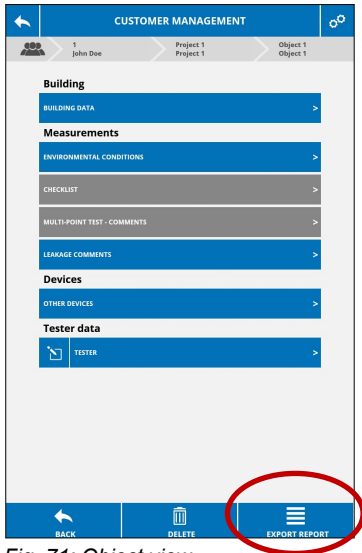 CUSTOMER MANAGEMENT
1 Project 1 Object 1
John Doe Project 1 Object 1
Building
BUILDING DATA >
Measurements
ENVIRONMENTAL CONDITIONS >
CHECKLIST >
MULTI-POINT TEST - COMMENTS >
LEAKAGE COMMENTS >
Devices
OTHER DEVICES >
Tester data
TESTER >
BACK DELETE EXPORT REPORT
Fig. 71: Object view